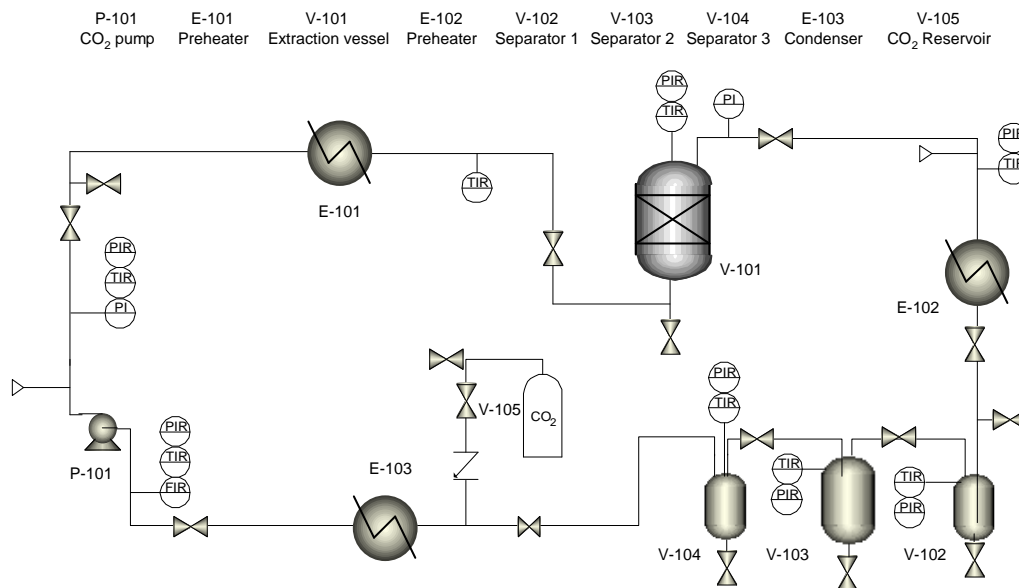 P-101 E-101 V-101 E-102 V-102 V-103 V-104 E-103 V-105
CO₂ pump Preheater Extraction vessel Preheater Separator 1 Separator 2 Separator 3 Condenser CO₂ Reservoir
PIR
TIR
PI
PIR
TIR
TIR
E-101
V-101
PIR
TIR
PI
E-102
PIR
TIR
V-105
CO₂
P-101
PIR
TIR
FIR
E-103
TIR
PIR
TIR
PIR
V-104
V-103
V-102